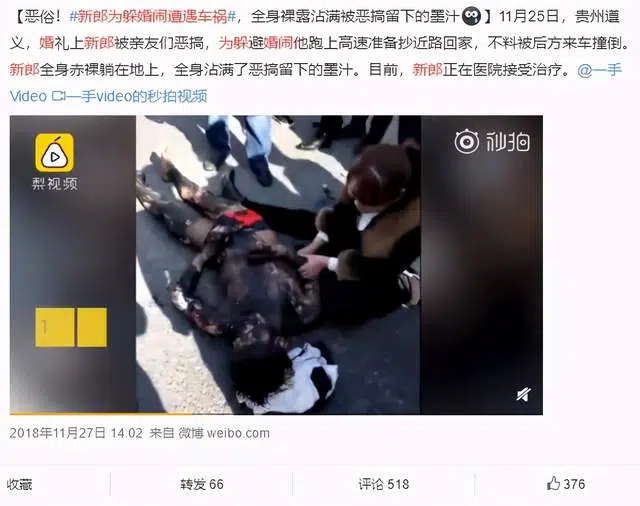 【恶俗！#新郎为躲婚闹遭遇车祸#，全身裸露沾满被恶搞留下的墨汁】11月25日，贵州道
义，婚礼上新郎被亲友们恶搞，为躲避婚闹他跑上高速准备抄近路回家，不料被后方来车撞倒。
新郎全身赤裸躺在地上，全身沾满了恶搞留下的墨汁。目前，新郎正在医院接受治疗。@一手
Video 一手video的秒拍视频
梨视频
秒拍
1
2018年11月27日 14:02 来自 微博 weibo.com
收藏
转发 66
评论 518
376